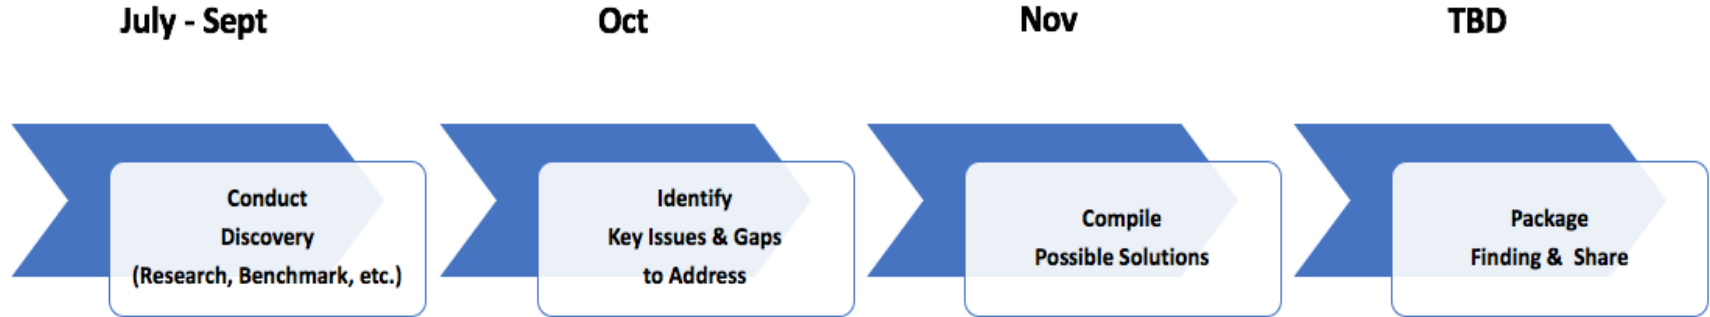 July - Sept
Oct
Nov
TBD
Conduct
Discovery
(Research, Benchmark, etc.)
Identify
Key Issues & Gaps
to Address
Compile
Possible Solutions
Package
Finding &  Share